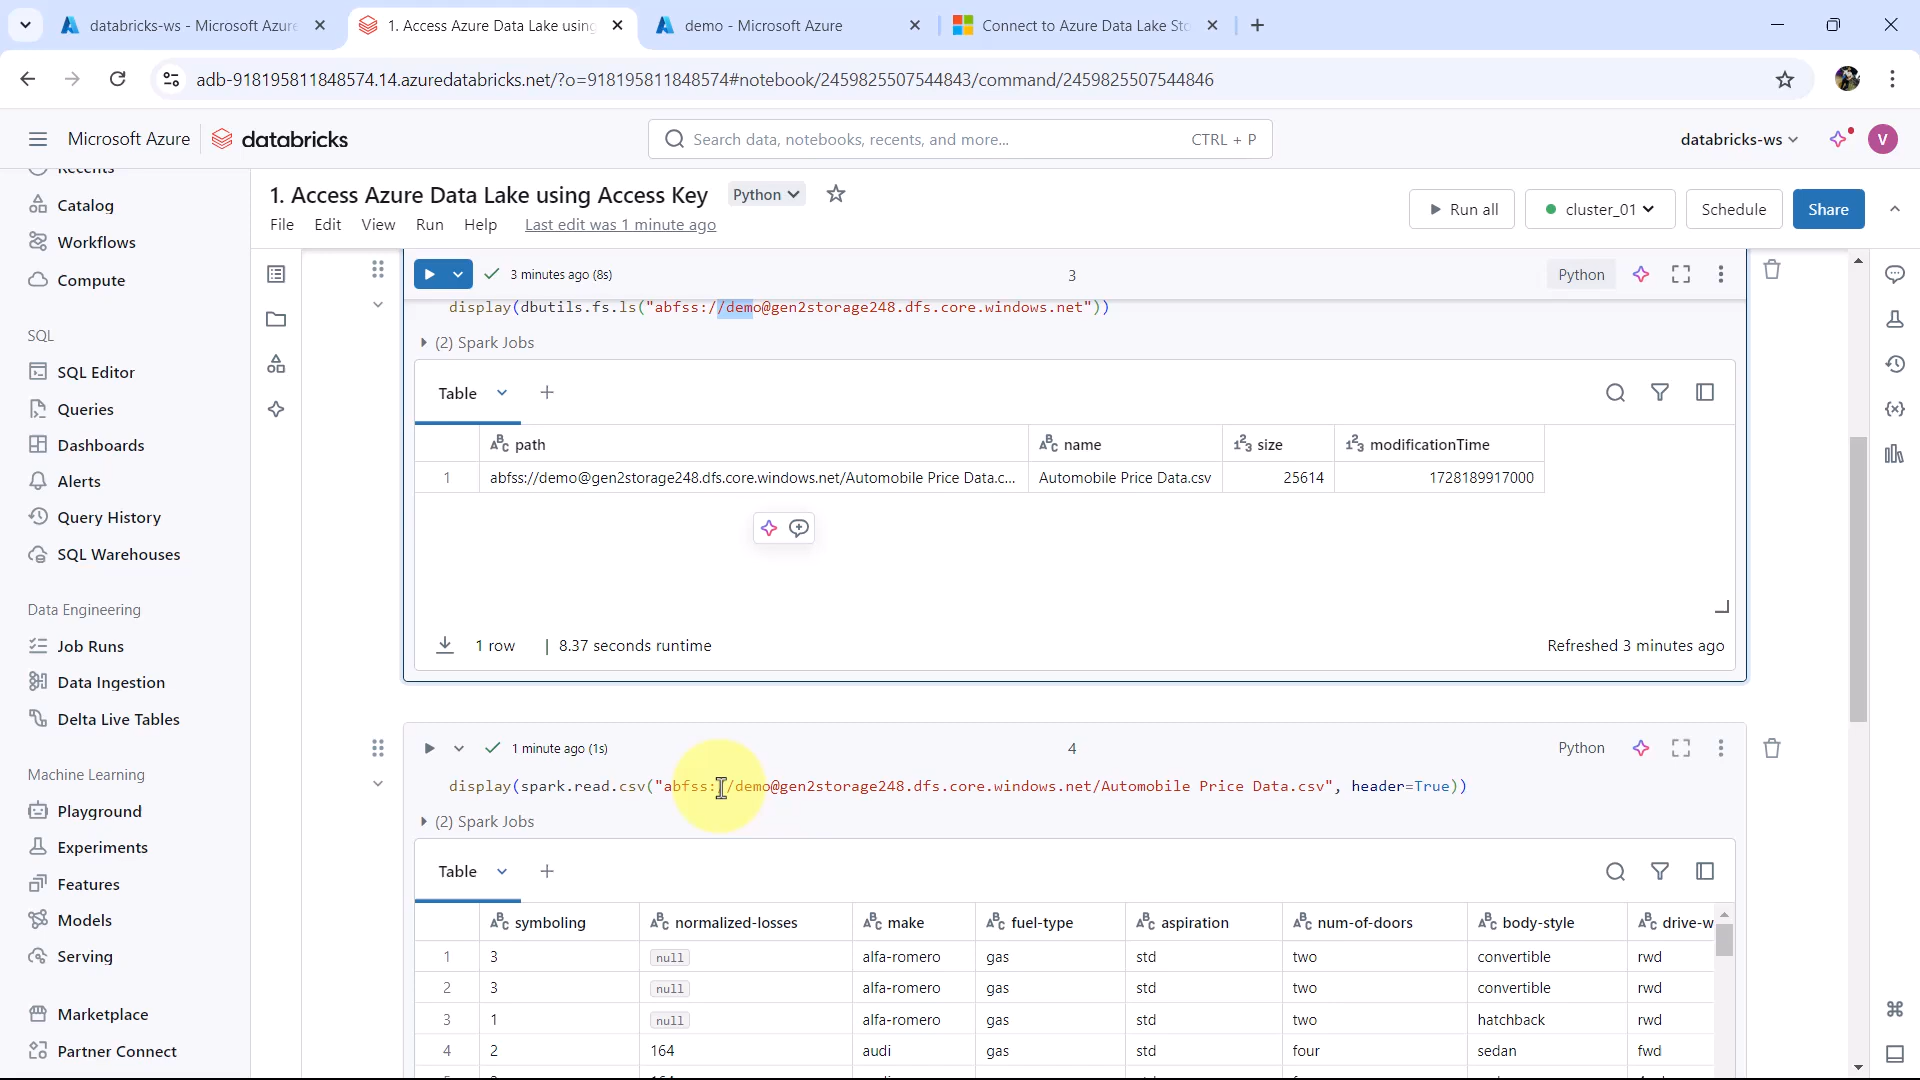 databricks-ws - Microsoft Azure
1. Access Azure Data Lake using
demo - Microsoft Azure
Connect to Azure Data Lake Sto
adb-918195811848574.14.azuredatabricks.net/?o=918195811848574#notebook/2459825507544843/command/2459825507544846
Microsoft Azure
databricks
Search data, notebooks, recents, and more...
CTRL + P
databricks-ws
V
Recents
Catalog
Workflows
Compute
SQL
SQL Editor
Queries
Dashboards
Alerts
Query History
SQL Warehouses
Data Engineering
Job Runs
Data Ingestion
Delta Live Tables
Machine Learning
Playground
Experiments
Features
Models
Serving
Marketplace
Partner Connect
1. Access Azure Data Lake using Access Key
Python
File Edit View Run Help Last edit was 1 minute ago
Run all
cluster_01
Schedule
Share
3 minutes ago (8s)
3
Python
display(dbutils.fs.ls("abfss://demo@gen2storage248.dfs.core.windows.net"))
(2) Spark Jobs
Table
path name size modificationTime
1 abfss://demo@gen2storage248.dfs.core.windows.net/Automobile Price Data.c... Automobile Price Data.csv 25614 1728189917000
1 row | 8.37 seconds runtime
Refreshed 3 minutes ago
1 minute ago (1s)
4
Python
display(spark.read.csv("abfss://demo@gen2storage248.dfs.core.windows.net/Automobile Price Data.csv", header=True))
(2) Spark Jobs
Table
symboling normalized-losses make fuel-type aspiration num-of-doors body-style drive-w
1 3 null alfa-romero gas std two convertible rwd
2 3 null alfa-romero gas std two convertible rwd
3 1 null alfa-romero gas std two hatchback rwd
4 2 164 audi gas std four sedan fwd